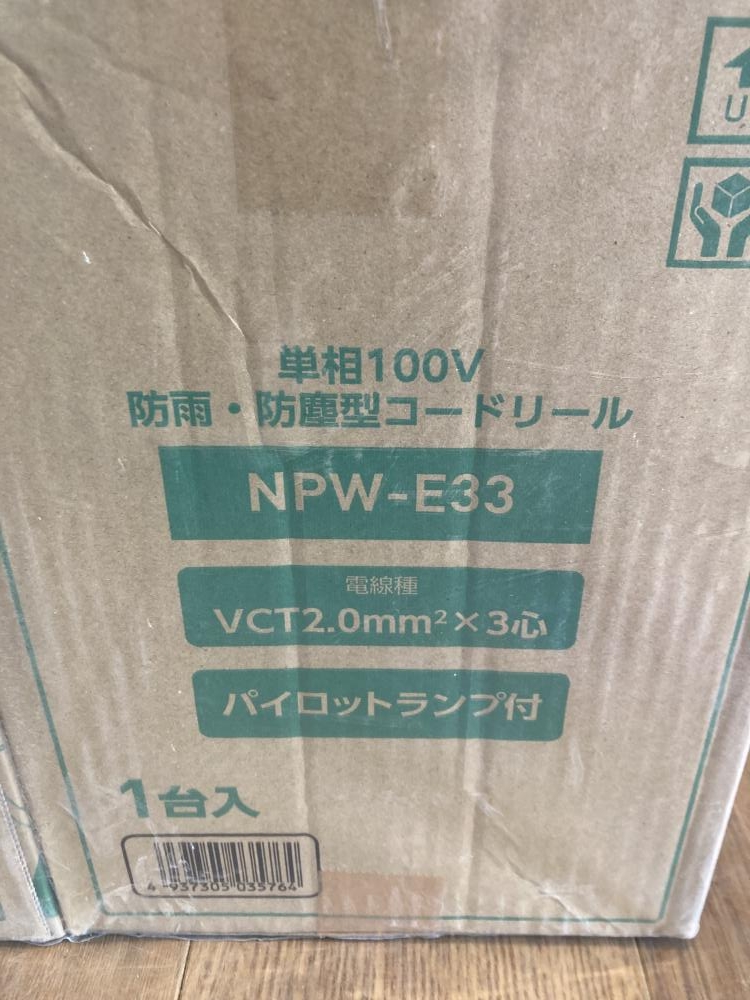 単相100V
防雨・防塵型コードリール
NPW-E33
電線種
VCT2.0mm²×3心
パイロットランプ付
1台入
4 937305 035764